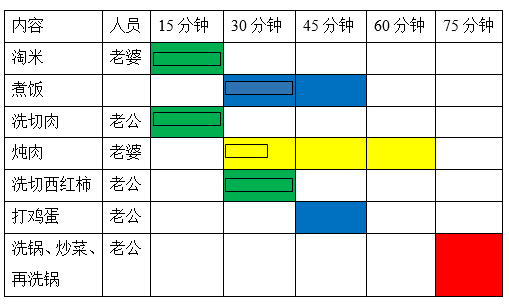 内容 人员 15 分钟 30 分钟 45 分钟 60 分钟 75 分钟
淘米 老婆
煮饭
洗切肉 老公
炖肉 老婆
洗切西红柿 老公
打鸡蛋 老公
洗锅、炒菜、 老公
再洗锅